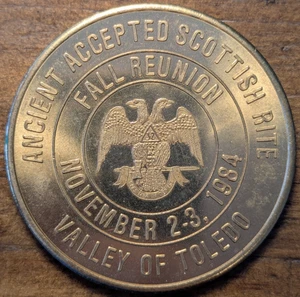 ANCIENT ACCEPTED SCOTTISH RITE
VALLEY OF TOLEDO
FALL REUNION
NOVEMBER 2-3, 1984